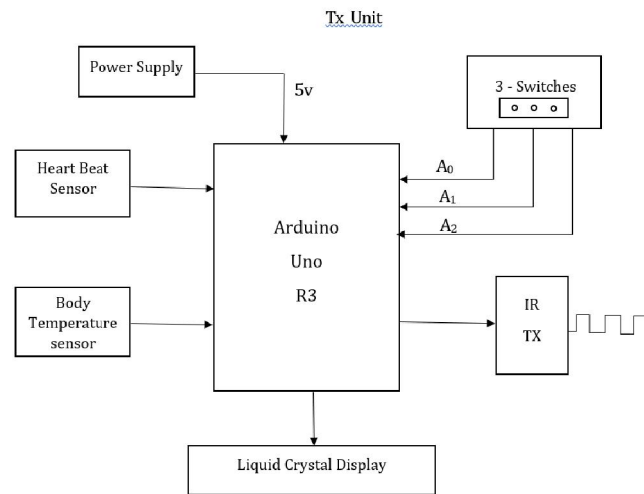 Tx Unit
Power Supply
5v
3 - Switches
Heart Beat
Sensor
A0
A1
A2
Arduino
Uno
R3
Body
Temperature
sensor
IR
TX
Liquid Crystal Display